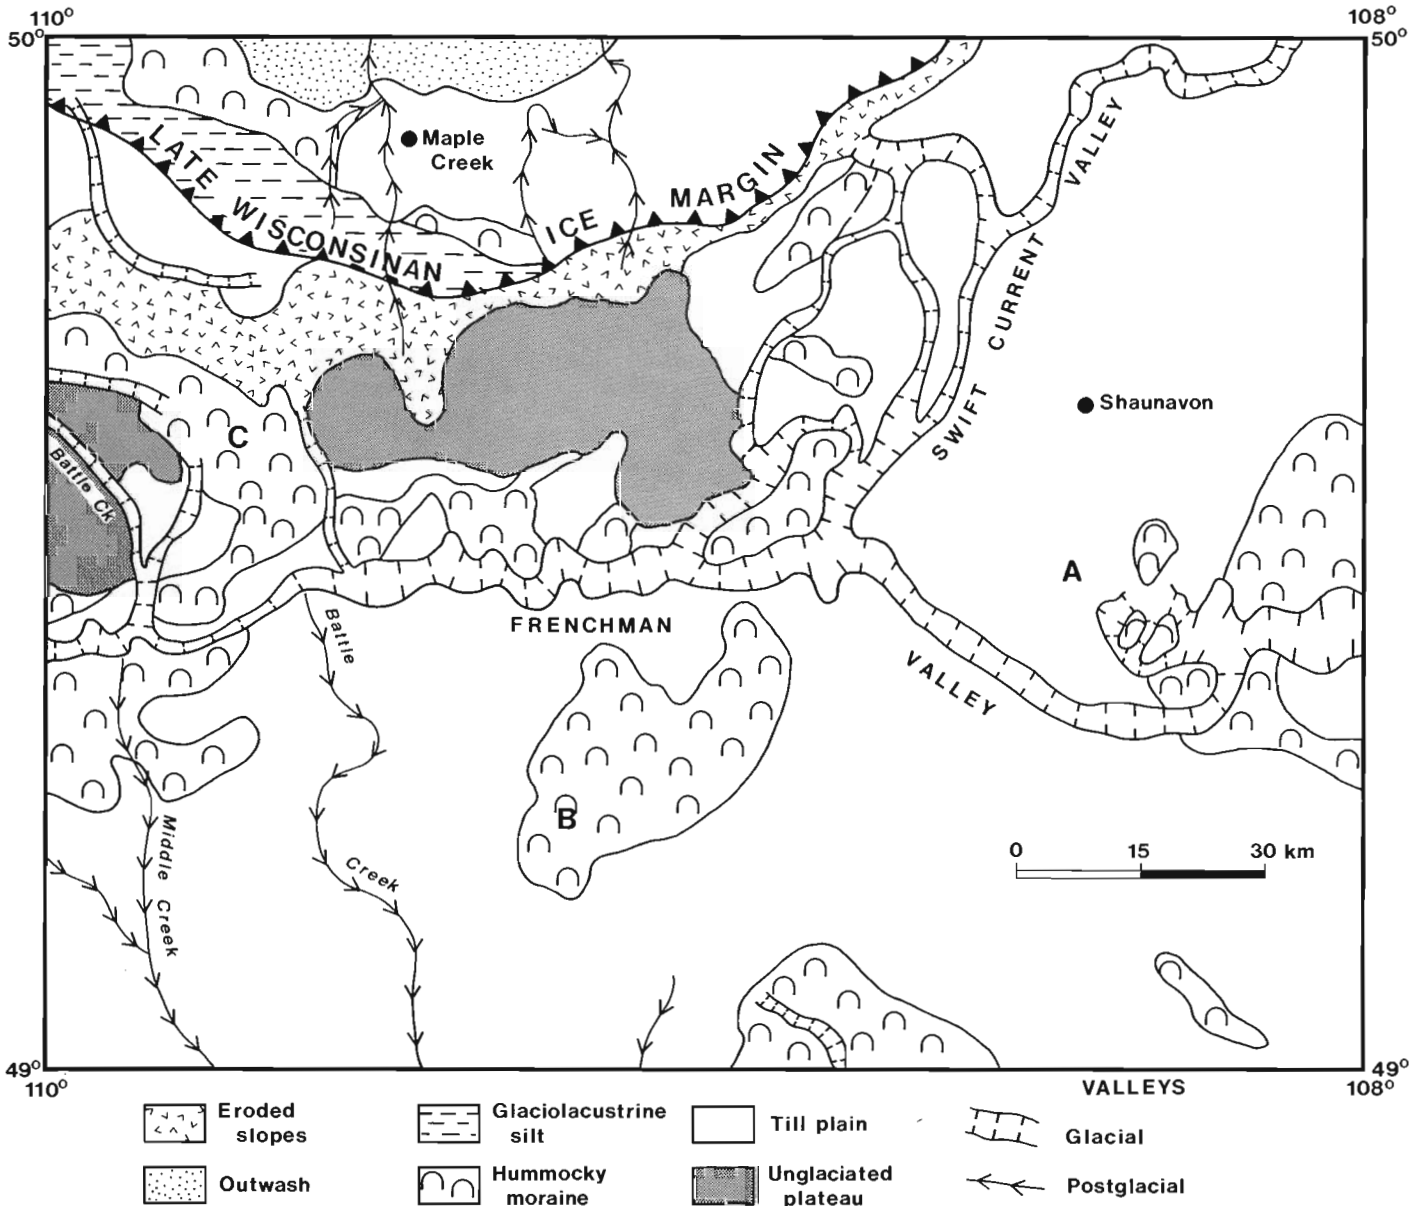 110°
108°
50°
50°
Maple
Creek
LATE WISCONSINAN ICE MARGIN
SWIFT CURRENT VALLEY
Shaunavon
C
Battle Ck
A
FRENCHMAN
VALLEY
Battle
Creek
B
Middle Creek
0 15 30 km
49°
49°
110°
108°
VALLEYS
Eroded
slopes
Glaciolacustrine
silt
Till plain
Glacial
Outwash
Hummocky
moraine
Unglaciated
plateau
Postglacial